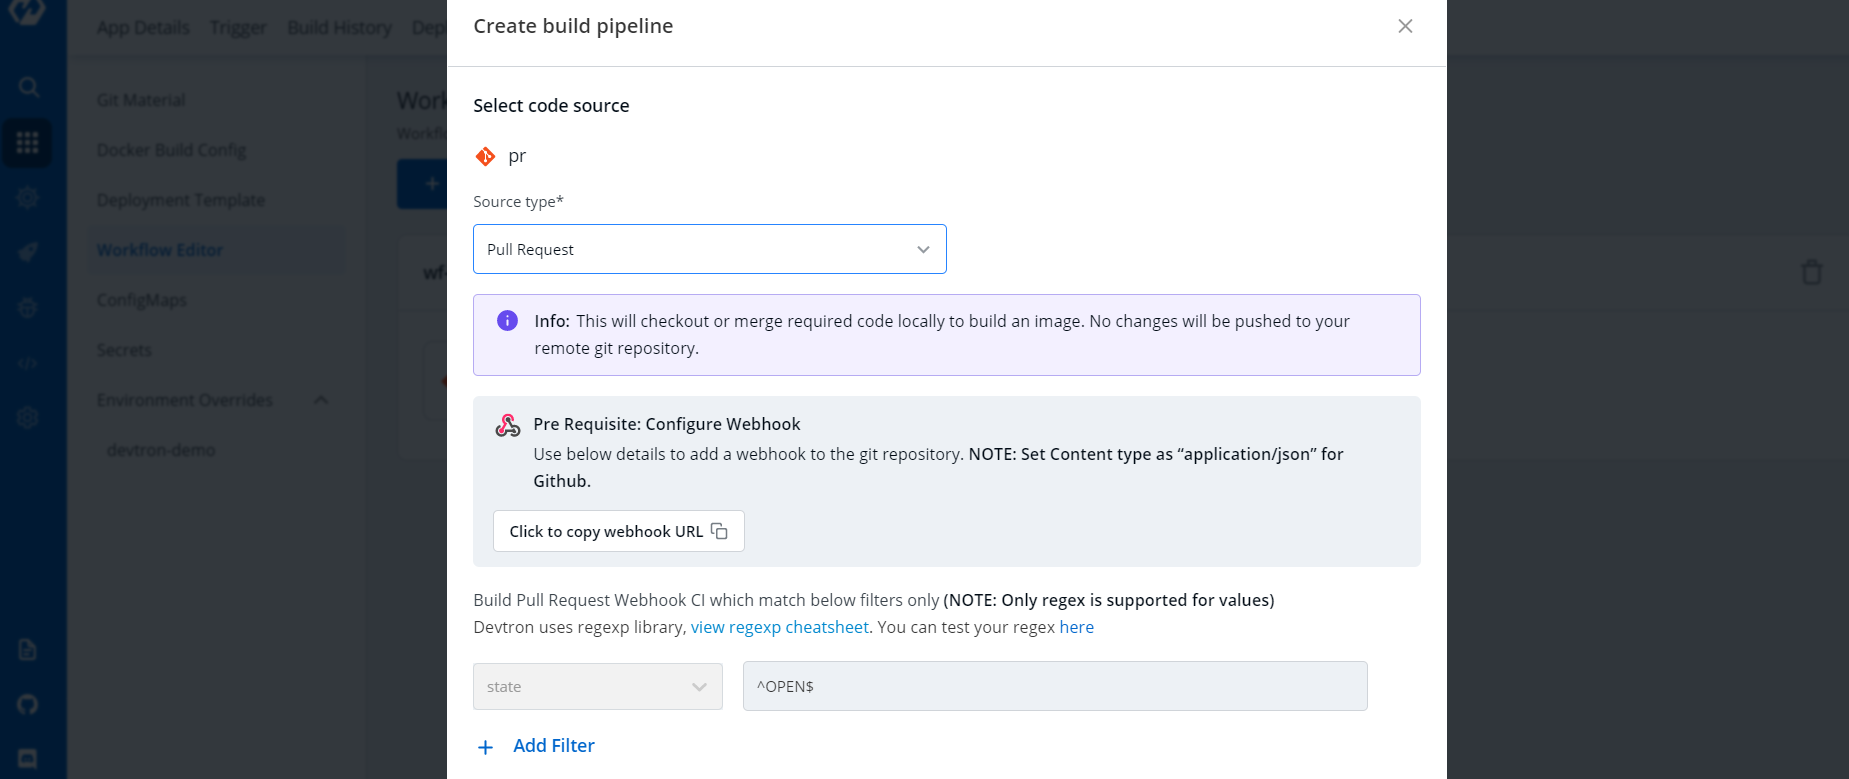 App Details Trigger Build History
Create build pipeline
Git Material
Docker Build Config
Deployment Template
Workflow Editor
ConfigMaps
Secrets
Environment Overrides
devtron-demo
Select code source
pr
Source type*
Pull Request
Info: This will checkout or merge required code locally to build an image. No changes will be pushed to your
remote git repository.
Pre Requisite: Configure Webhook
Use below details to add a webhook to the git repository. NOTE: Set Content type as “application/json” for
Github.
Click to copy webhook URL
Build Pull Request Webhook CI which match below filters only (NOTE: Only regex is supported for values)
Devtron uses regexp library, view regexp cheatsheet. You can test your regex here
state
^OPEN$
+ Add Filter